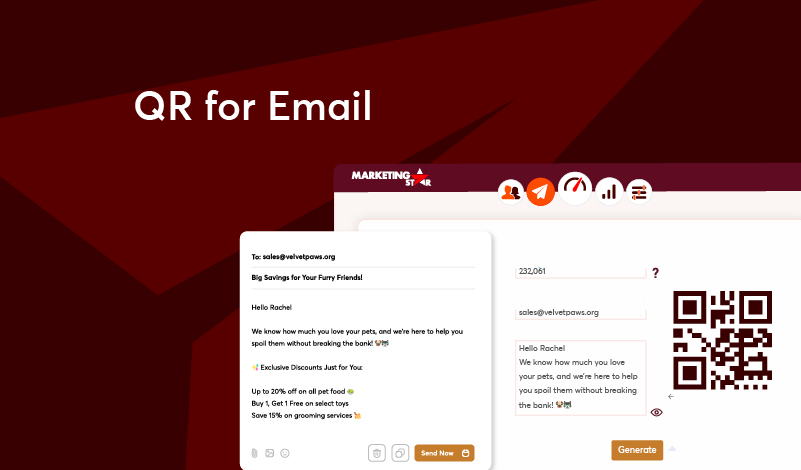 QR for Email
MARKETING
STAR
To: sales@velvetpaws.org
Big Savings for Your Furry Friends!
Hello Rachel
We know how much you love your pets, and we're here to help you
spoil them without breaking the bank! 🐶🐱
✨ Exclusive Discounts Just for You:
Up to 20% off on all pet food
Buy 1, Get 1 Free on select toys
Save 15% on grooming services
Send Now
232,061
?
sales@velvetpaws.org
Hello Rachel
We know how much you love
your pets, and we're here to help
you spoil them without breaking
the bank! 🐶🐱
Generate